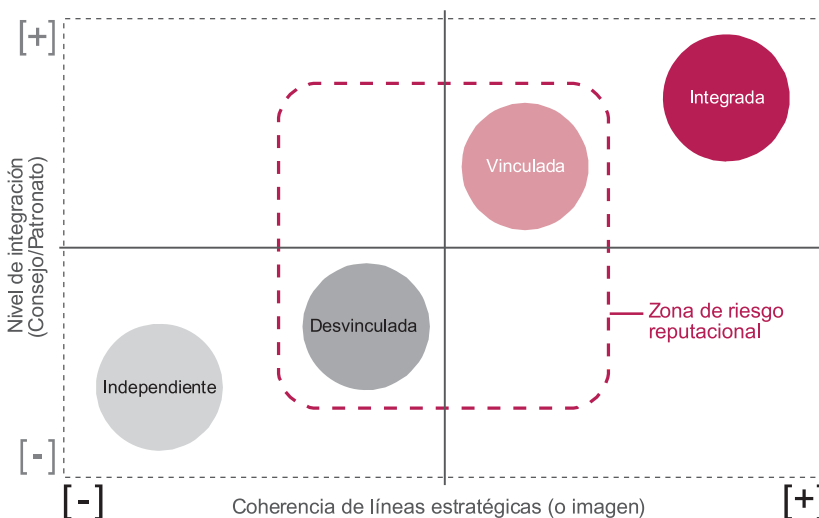 [+]
Integrada
Vinculada
Nivel de integración
(Consejo/Patronato)
Zona de riesgo
reputacional
Desvinculada
Independiente
[-]
[-]
Coherencia de líneas estratégicas (o imagen)
[+]